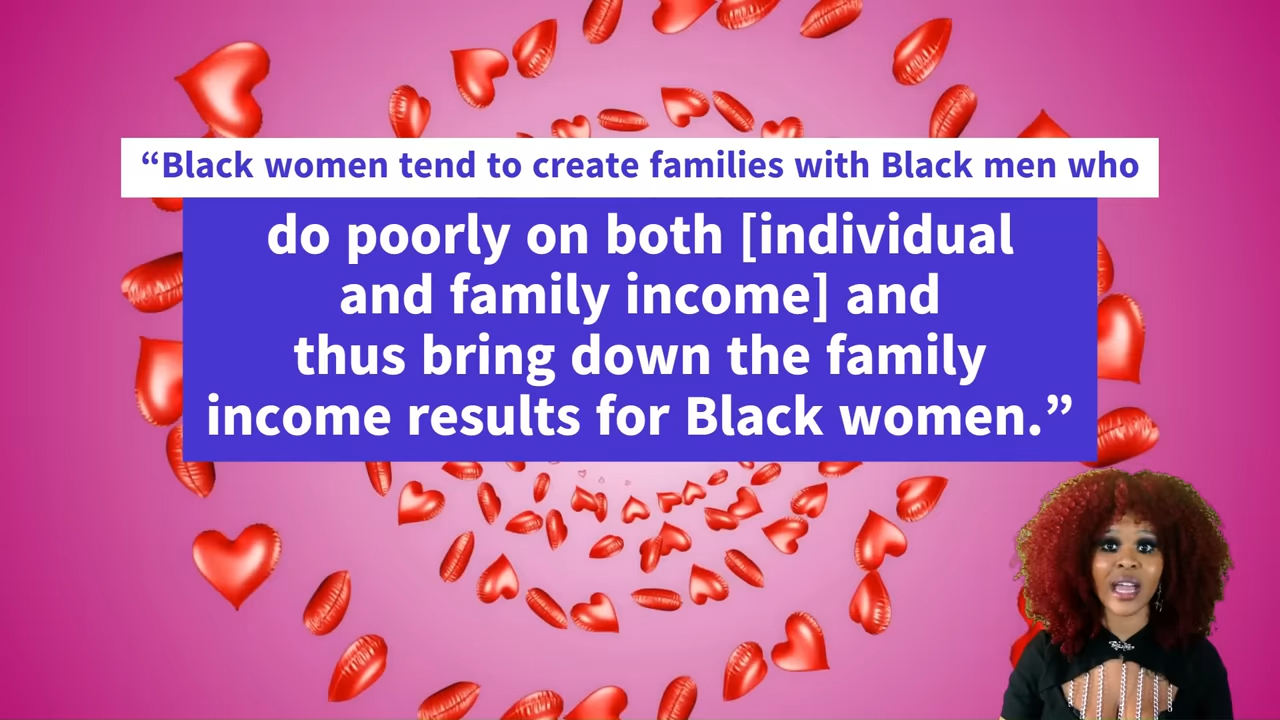 “Black women tend to create families with Black men who
do poorly on both [individual
and family income] and
thus bring down the family
income results for Black women.”